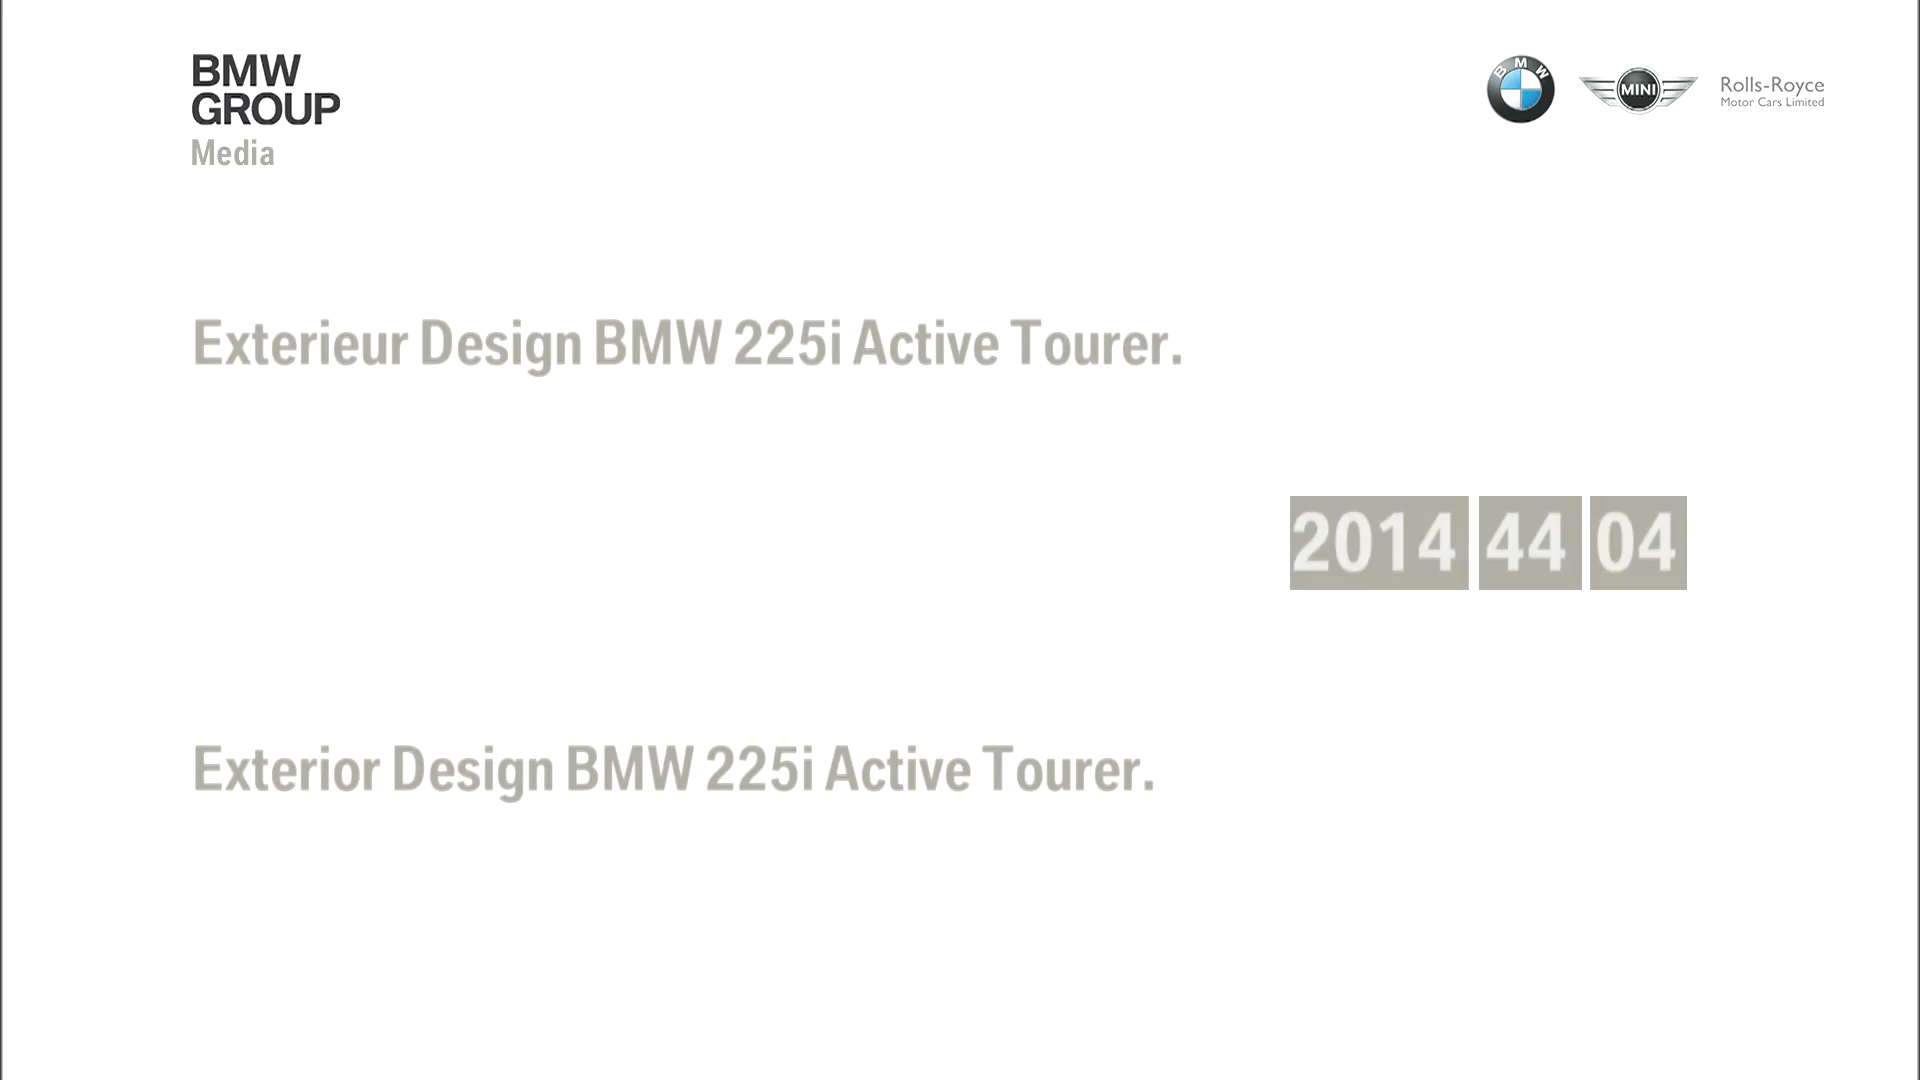 BMW
GROUP
Media
BMW
MINI
Rolls-Royce
Motor Cars Limited
Exterieur Design BMW 225i Active Tourer.
2014 44 04
Exterior Design BMW 225i Active Tourer.